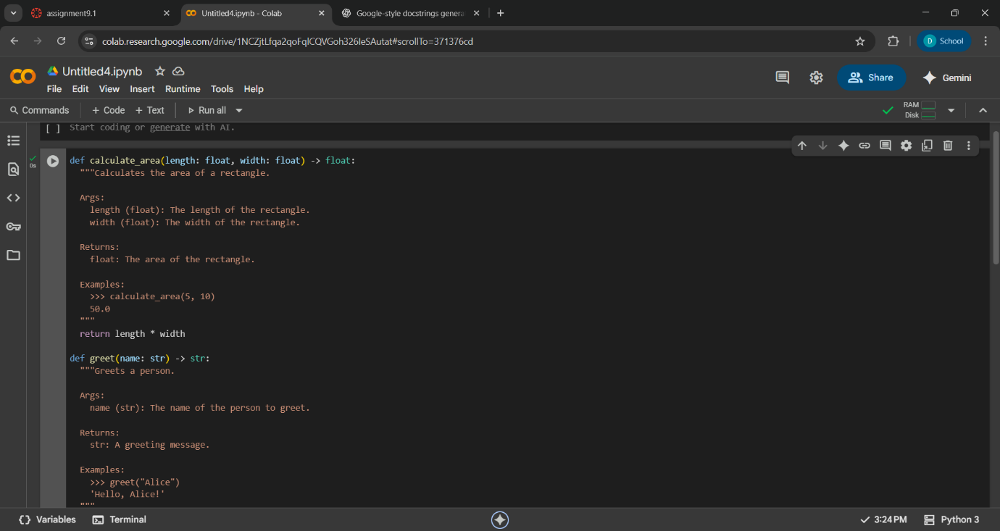 assignment9.1
Untitled4.ipynb - Colab
Google-style docstrings genera
colab.research.google.com/drive/1NCZjtLfqa2qoFqlCQVGoh326IeSAutat#scrollTo=371376cd
D School
Untitled4.ipynb
File Edit View Insert Runtime Tools Help
Share
Gemini
Commands + Code + Text Run all
RAM
Disk
[ ] Start coding or generate with AI.
0s
def calculate_area(length: float, width: float) -> float:
"""Calculates the area of a rectangle.
Args:
length (float): The length of the rectangle.
width (float): The width of the rectangle.
Returns:
float: The area of the rectangle.
Examples:
>>> calculate_area(5, 10)
50.0
"""
return length * width
def greet(name: str) -> str:
"""Greets a person.
Args:
name (str): The name of the person to greet.
Returns:
str: A greeting message.
Examples:
>>> greet("Alice")
'Hello, Alice!'
"""
{} Variables Terminal
3:24 PM Python 3